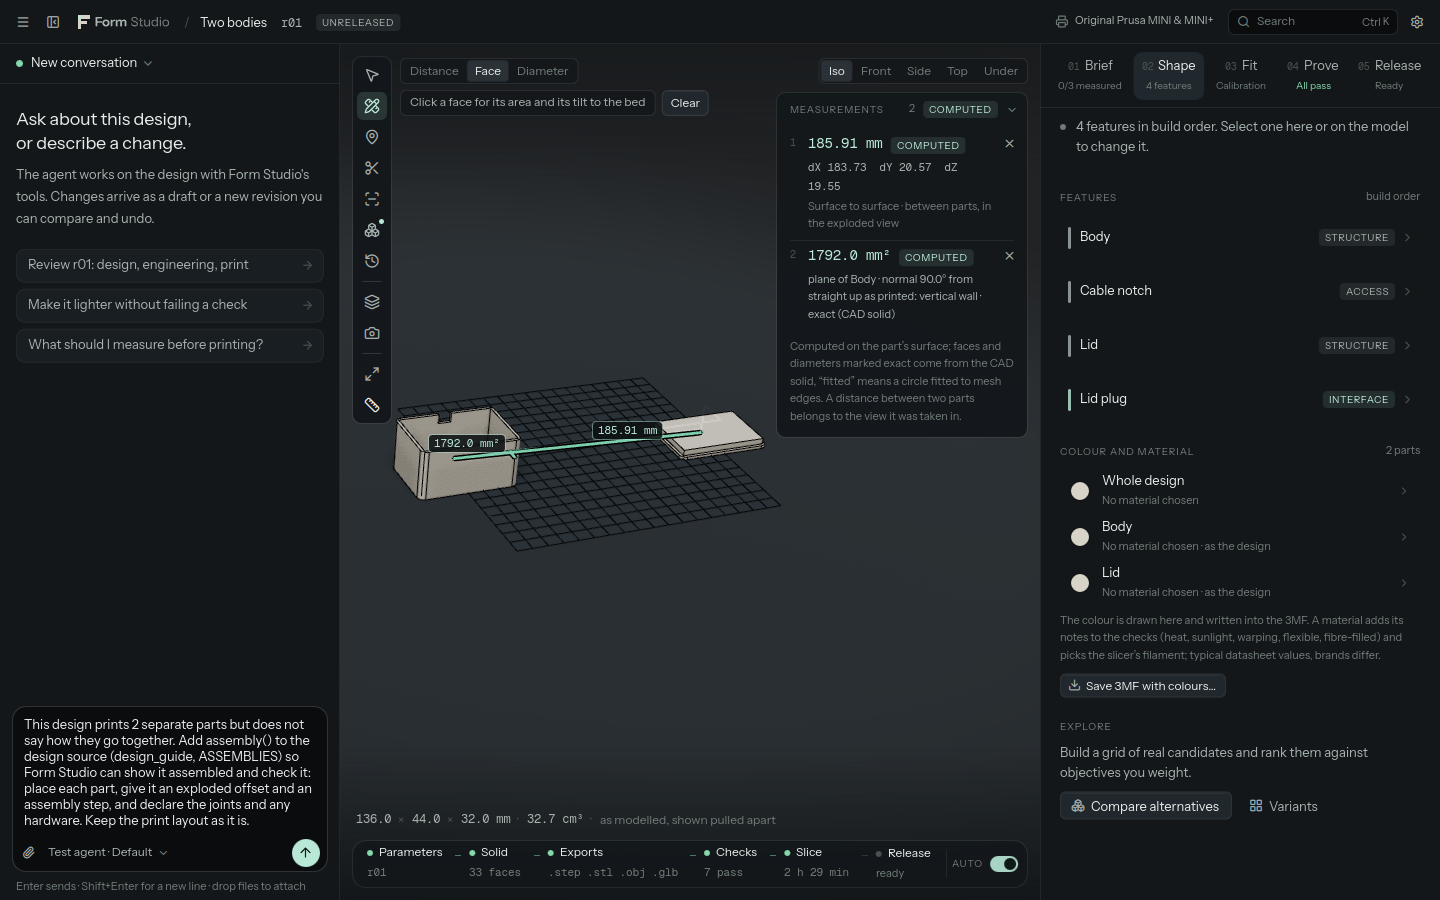 Form Studio / Two bodies r01 UNRELEASED
Original Prusa MINI & MINI+
Search Ctrl K
New conversation
Ask about this design,
or describe a change.
The agent works on the design with Form Studio's
tools. Changes arrive as a draft or a new revision you
can compare and undo.
Review r01: design, engineering, print
Make it lighter without failing a check
What should I measure before printing?
This design prints 2 separate parts but does not
say how they go together. Add assembly() to the
design source (design_guide, ASSEMBLIES) so
Form Studio can show it assembled and check it:
place each part, give it an exploded offset and an
assembly step, and declare the joints and any
hardware. Keep the print layout as it is.
Test agent · Default
Enter sends · Shift+Enter for a new line · drop files to attach
Distance Face Diameter
Click a face for its area and its tilt to the bed
Clear
Iso Front Side Top Under
MEASUREMENTS 2 COMPUTED
1 185.91 mm COMPUTED
dX 183.73 dY 20.57 dZ
19.55
Surface to surface · between parts, in
the exploded view
2 1792.0 mm² COMPUTED
plane of Body · normal 90.0° from
straight up as printed: vertical wall ·
exact (CAD solid)
Computed on the part's surface; faces and
diameters marked exact come from the CAD
solid, “fitted” means a circle fitted to mesh
edges. A distance between two parts
belongs to the view it was taken in.
185.91 mm
1792.0 mm²
136.0 × 44.0 × 32.0 mm · 32.7 cm³ · as modelled, shown pulled apart
Parameters
r01
Solid
33 faces
Exports
.step .stl .obj .glb
Checks
7 pass
Slice
2 h 29 min
Release
ready
AUTO
01 Brief
0/3 measured
02 Shape
4 features
03 Fit
Calibration
04 Prove
All pass
05 Release
Ready
4 features in build order. Select one here or on the model
to change it.
FEATURES build order
Body STRUCTURE
Cable notch ACCESS
Lid STRUCTURE
Lid plug INTERFACE
COLOUR AND MATERIAL 2 parts
Whole design
No material chosen
Body
No material chosen · as the design
Lid
No material chosen · as the design
The colour is drawn here and written into the 3MF. A material adds its
notes to the checks (heat, sunlight, warping, flexible, fibre-filled) and
picks the slicer's filament; typical datasheet values, brands differ.
Save 3MF with colours…
EXPLORE
Build a grid of real candidates and rank them against
objectives you weight.
Compare alternatives
Variants